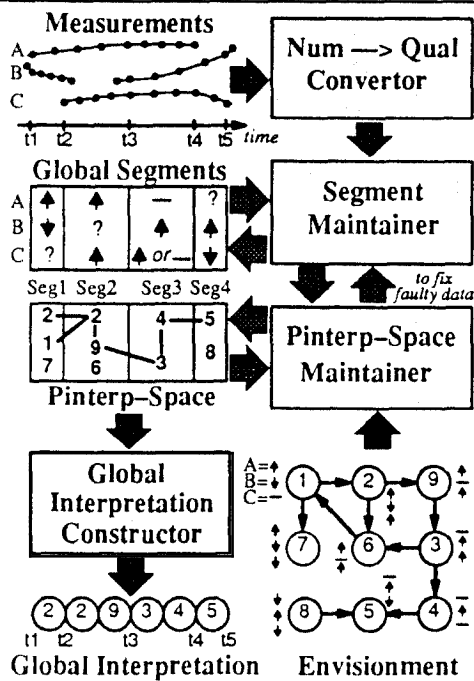 Measurements
A
B
C
t1 t2 t3 t4 t5 time
Num —> Qual
Convertor
Global Segments
A ↑ ↑ — ?
B ↓ ? ↑ ↑
C ? ↑ ↑ or — ↓
Segment
Maintainer
to fix
faulty data
Seg1 Seg2 Seg3 Seg4
2 2 4 5
1 9 3 8
7 6
Pinterp–Space
Pinterp–Space
Maintainer
Global
Interpretation
Constructor
A=↑
B=↓
C=—
1 2 9
7 6 3
8 5 4
2 2 9 3 4 5
t1 t2 t3 t4 t5
Global Interpretation
Envisionment